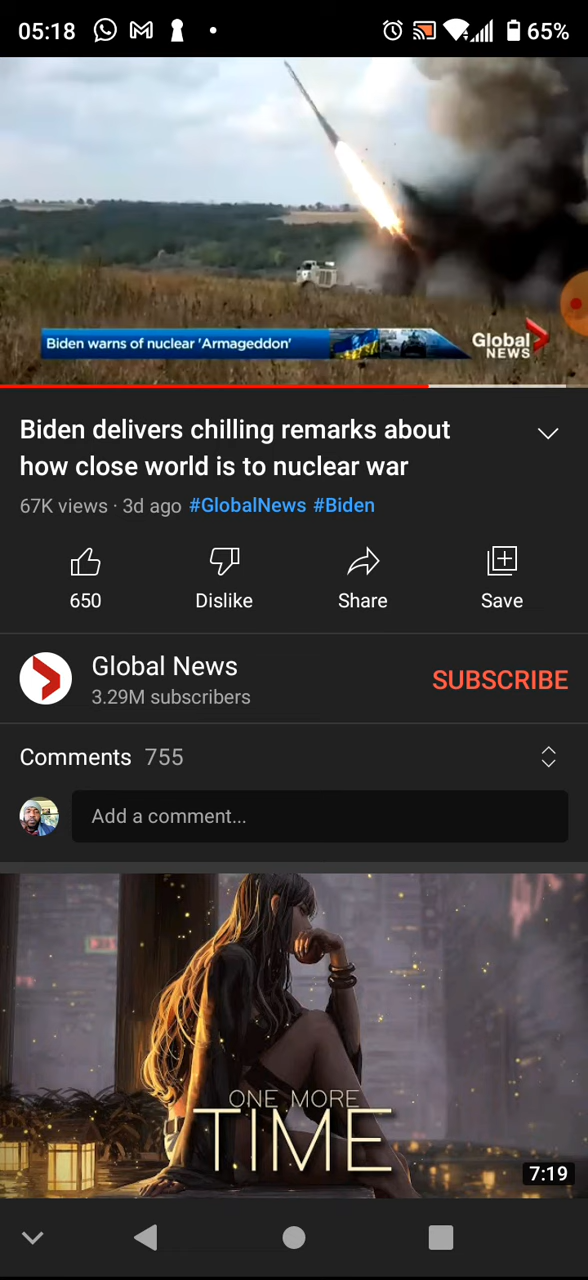 05:18
65%
Biden warns of nuclear 'Armageddon'
Global
NEWS
Biden delivers chilling remarks about
how close world is to nuclear war
67K views · 3d ago #GlobalNews #Biden
650
Dislike
Share
Save
Global News
3.29M subscribers
SUBSCRIBE
Comments 755
Add a comment...
ONE MORE
TIME
7:19